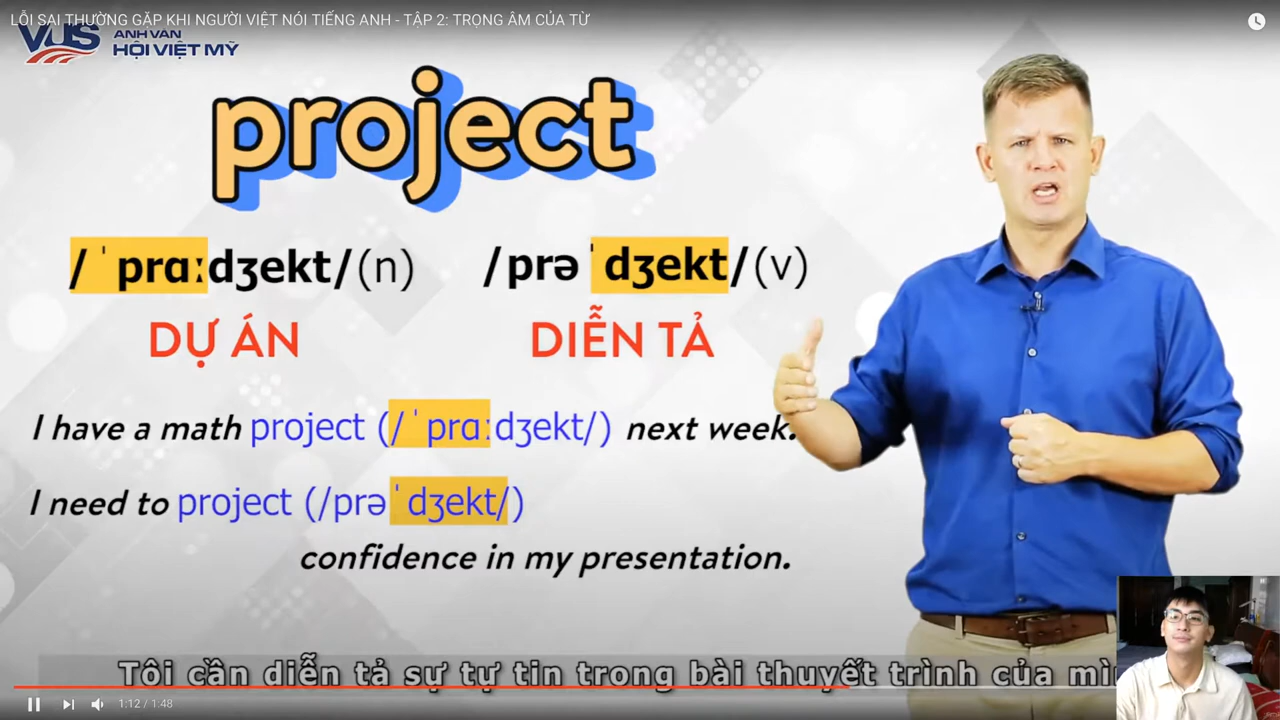 LỖI SAI THƯỜNG GẶP KHI NGƯỜI VIỆT NÓI TIẾNG ANH - TẬP 2: TRỌNG ÂM CỦA TỪ
VUS ANH VĂN
HỘI VIỆT MỸ
project
/ˈprɑːdʒekt/(n) /prəˈdʒekt/(v)
DỰ ÁN DIỄN TẢ
I have a math project (/ˈprɑːdʒekt/) next week.
I need to project (/prəˈdʒekt/)
confidence in my presentation.
Tôi cần diễn tả sự tự tin trong bài thuyết trình của
1:12 / 1:48